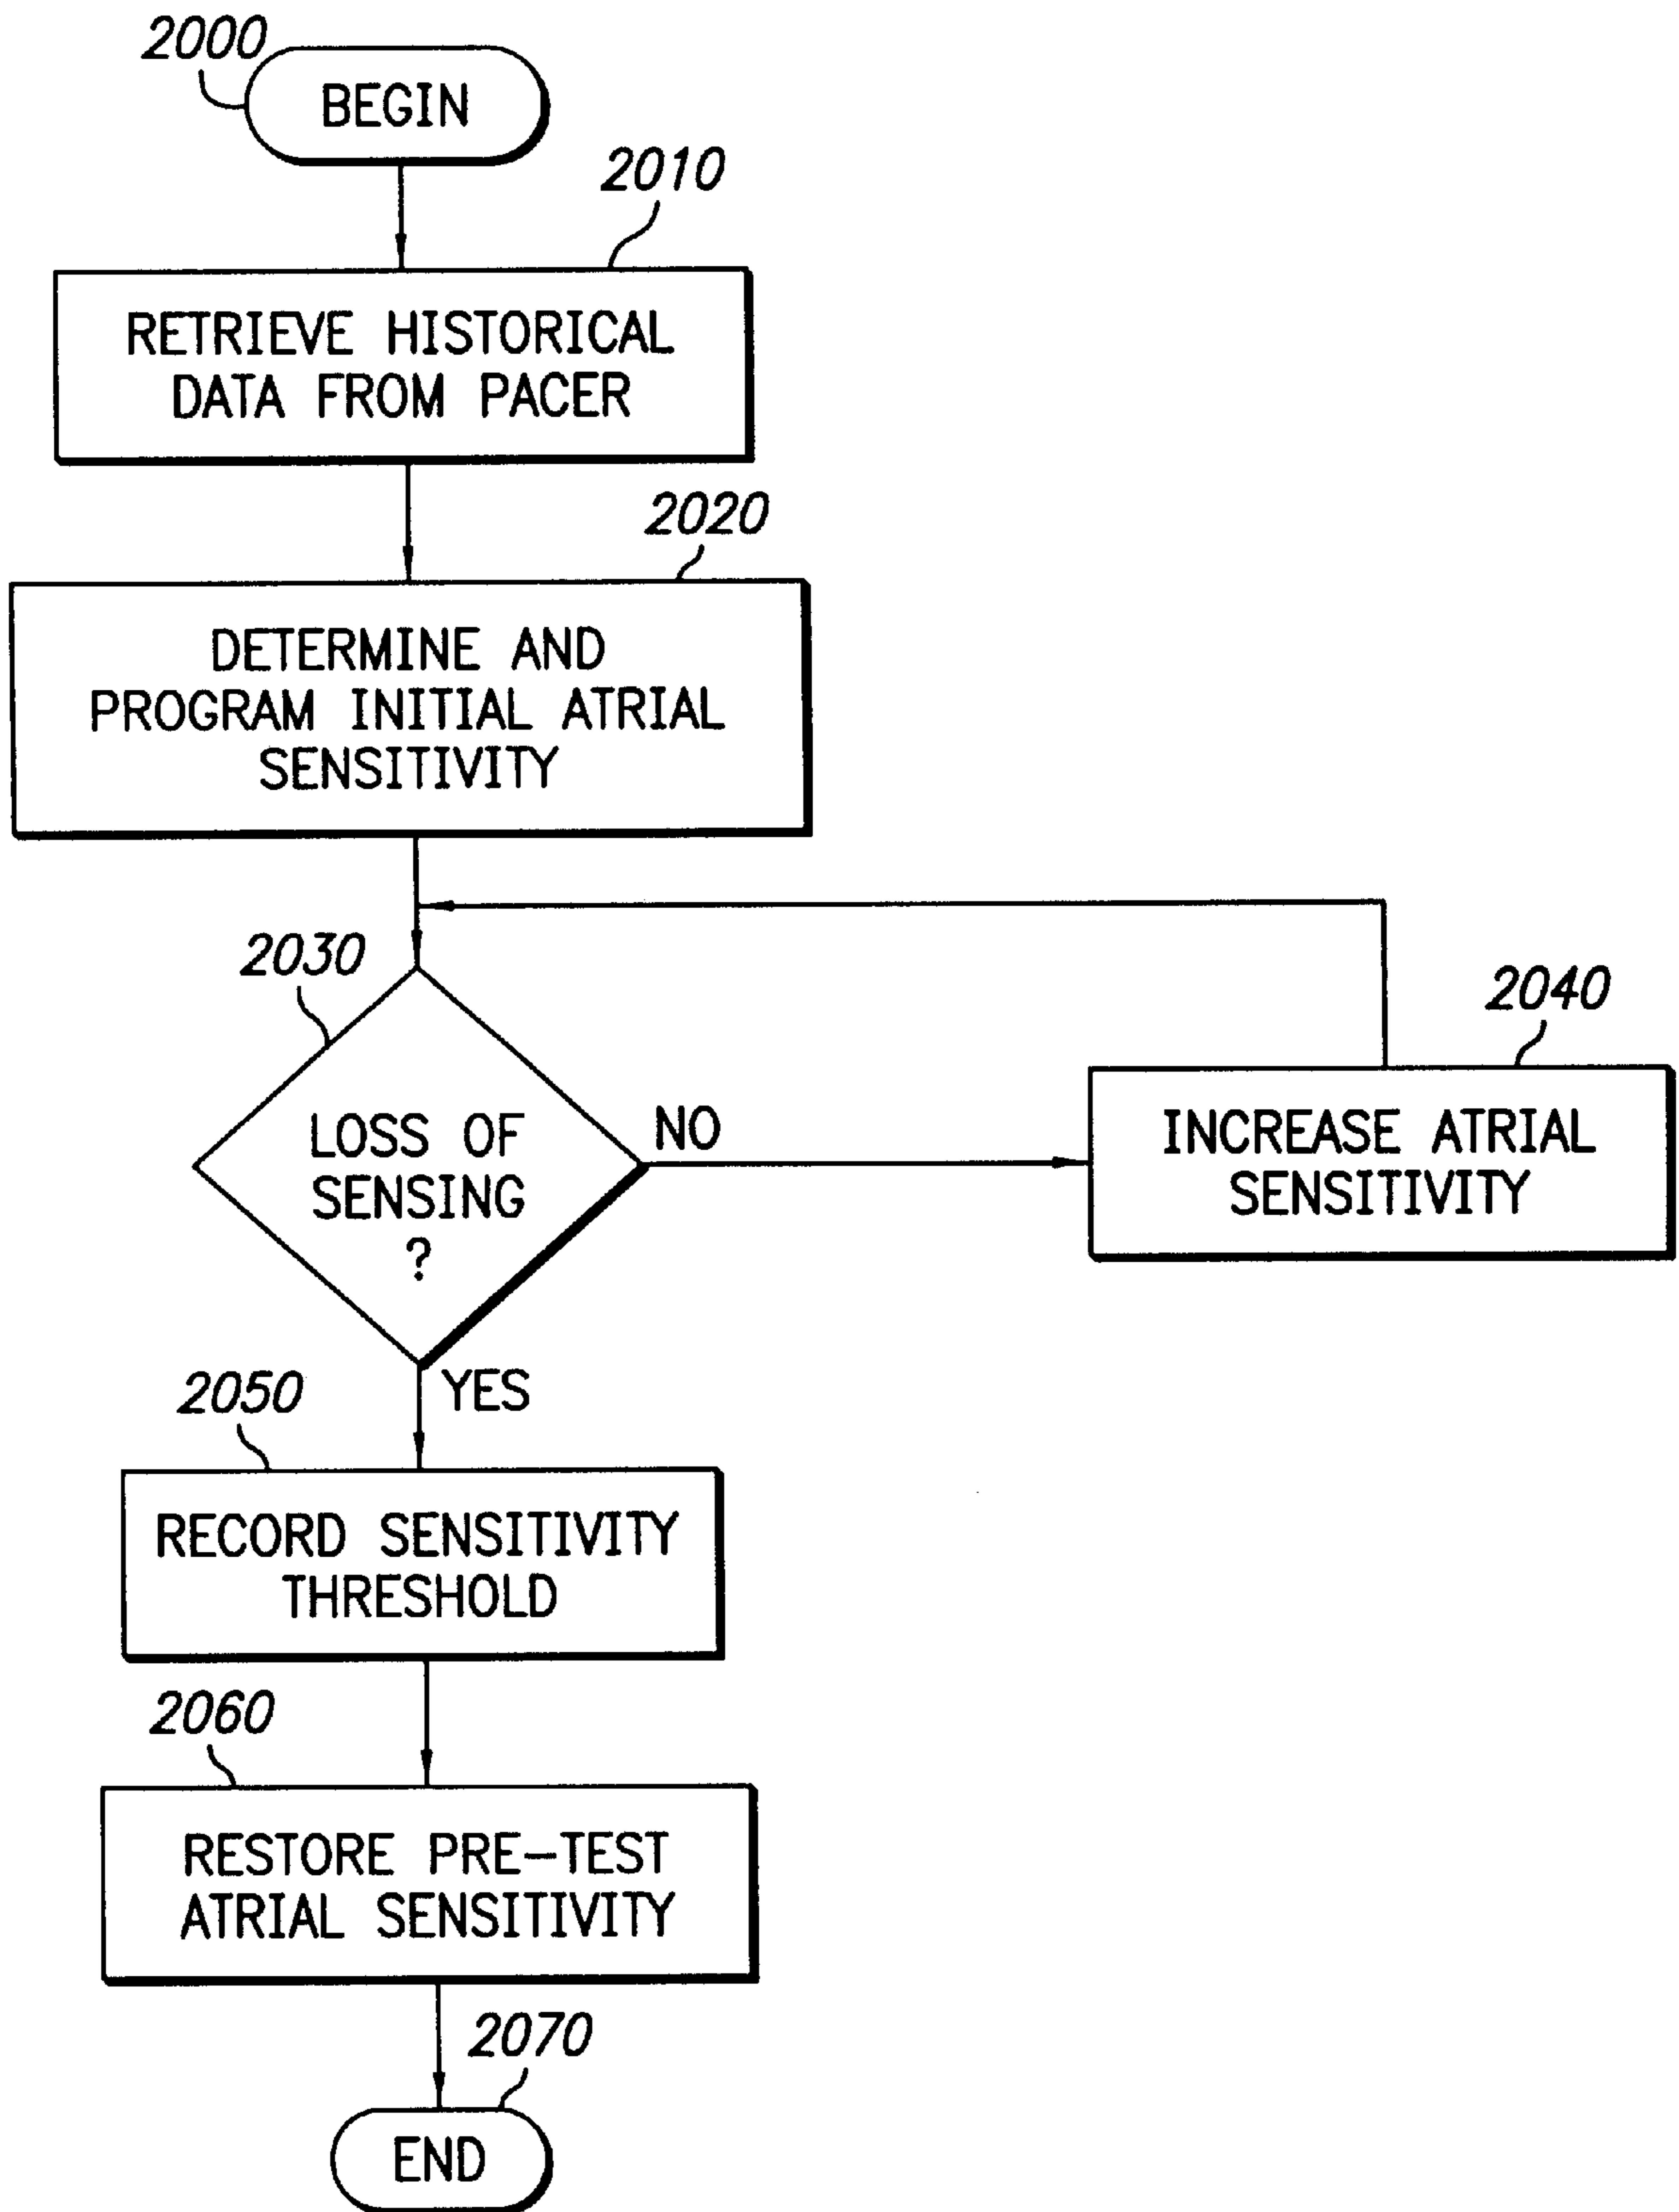 2000
BEGIN
2010
RETRIEVE HISTORICAL
DATA FROM PACER
2020
DETERMINE AND
PROGRAM INITIAL ATRIAL
SENSITIVITY
2030
LOSS OF
SENSING
?
NO
2040
INCREASE ATRIAL
SENSITIVITY
YES
2050
RECORD SENSITIVITY
THRESHOLD
2060
RESTORE PRE-TEST
ATRIAL SENSITIVITY
2070
END